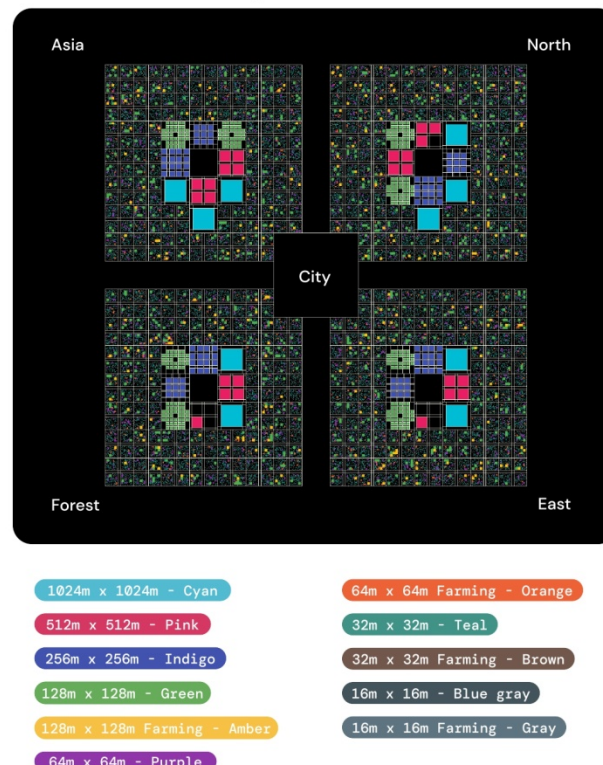 Asia
North
City
Forest
East
1024m x 1024m - Cyan
64m x 64m Farming - Orange
512m x 512m - Pink
32m x 32m - Teal
256m x 256m - Indigo
32m x 32m Farming - Brown
128m x 128m - Green
16m x 16m - Blue gray
128m x 128m Farming - Amber
16m x 16m Farming - Gray
64m x 64m - Purple